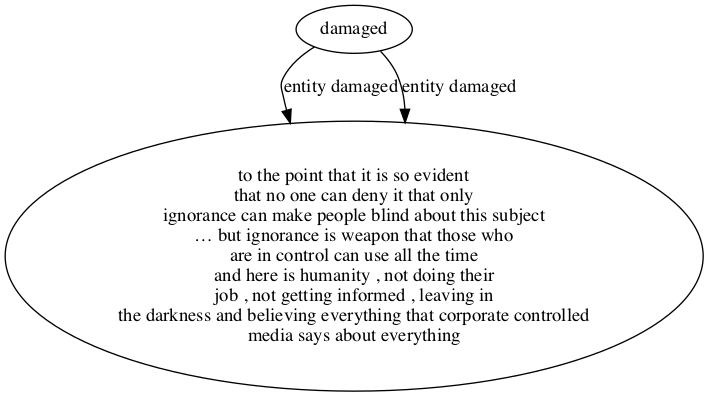 damaged
entity damaged entity damaged
to the point that it is so evident
that no one can deny it that only
ignorance can make people blind about this subject
… but ignorance is weapon that those who
are in control can use all the time
and here is humanity , not doing their
job , not getting informed , leaving in
the darkness and believing everything that corporate controlled
media says about everything